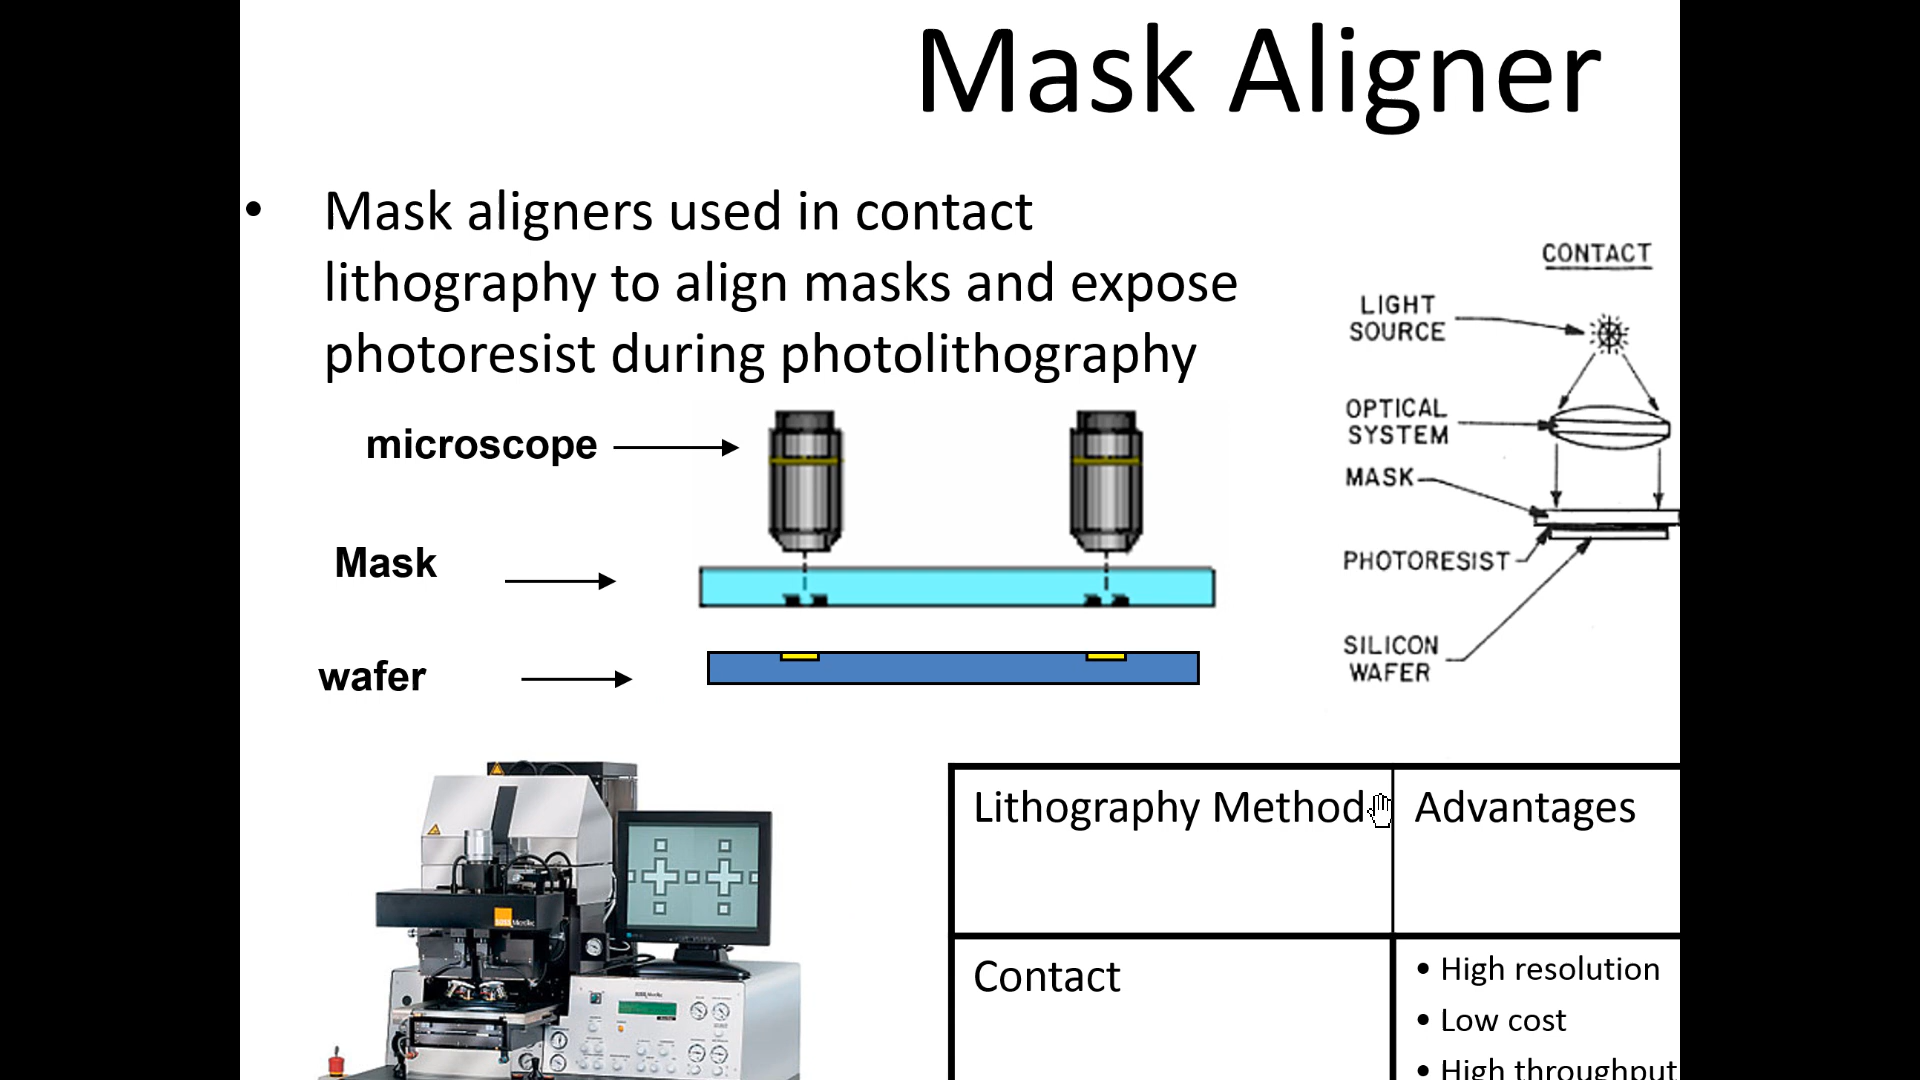 Mask Aligner
• Mask aligners used in contact
lithography to align masks and expose
photoresist during photolithography
microscope
Mask
wafer
CONTACT
LIGHT
SOURCE
OPTICAL
SYSTEM
MASK
PHOTORESIST
SILICON
WAFER
Lithography Method
Advantages
Contact
• High resolution
• Low cost
• High throughput